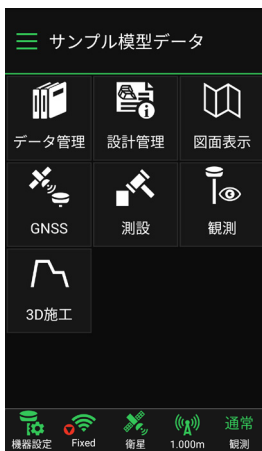 サンプル模型データ
データ管理 設計管理 図面表示
GNSS 測設 観測
3D施工
通常
機器設定 Fixed 衛星 1.000m 観測